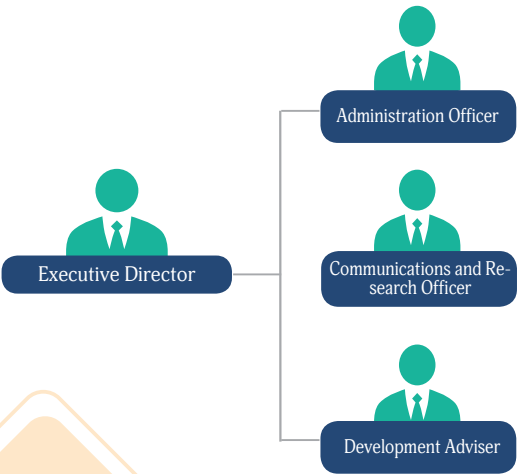 Administration Officer
Executive Director
Communications and Re-
search Officer
Development Adviser